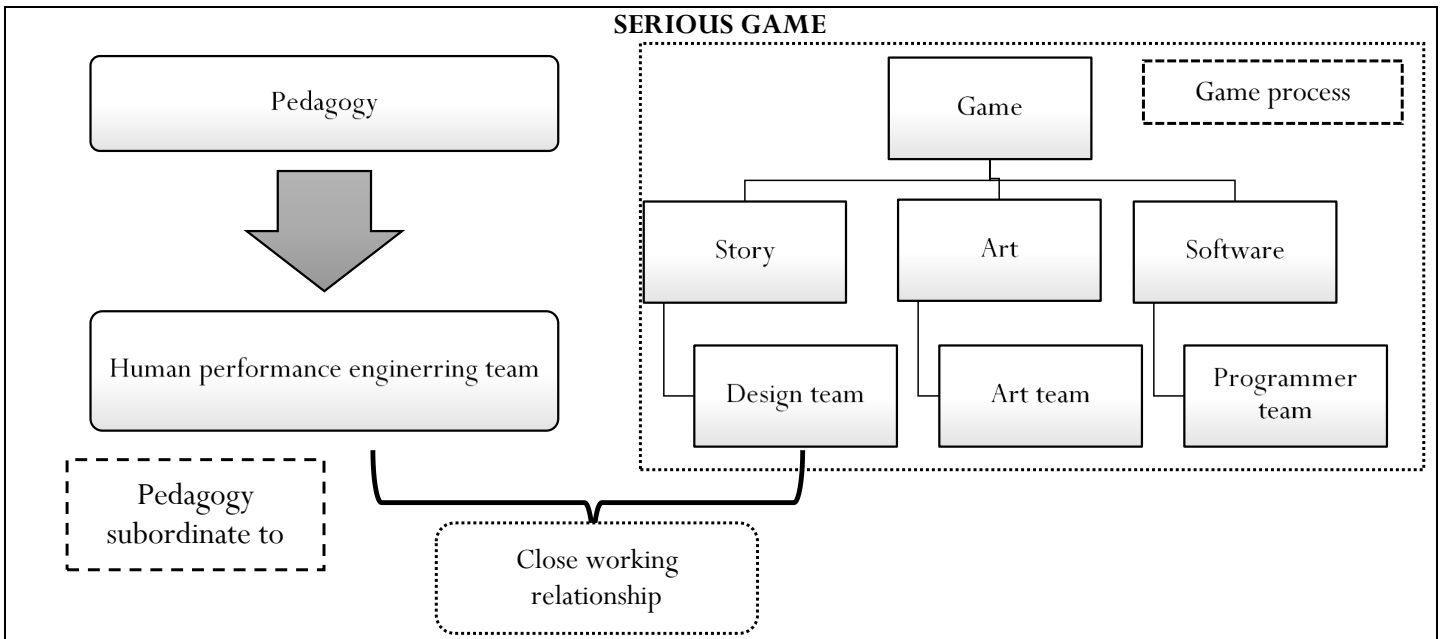 SERIOUS GAME
Pedagogy
Human performance enginerring team
Pedagogy
subordinate to
Game
Game process
Story
Art
Software
Design team
Art team
Programmer
team
Close working
relationship